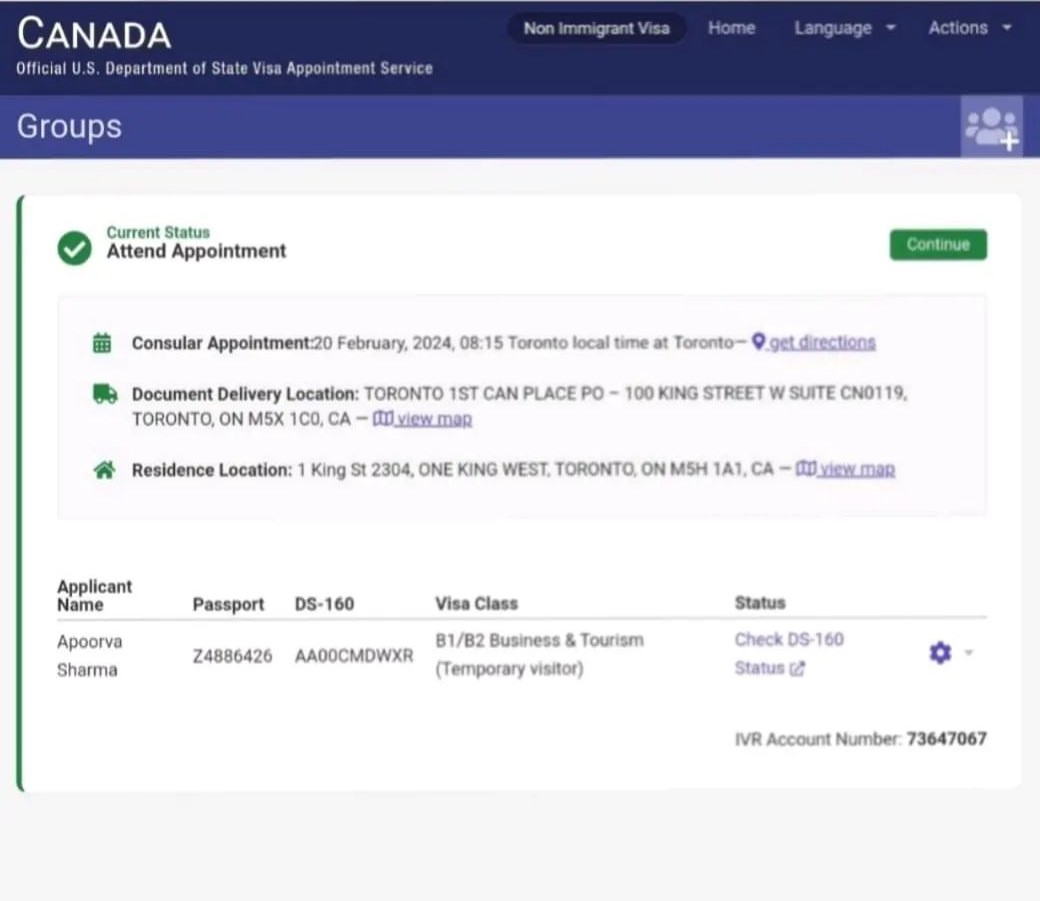 CANADA
Official U.S. Department of State Visa Appointment Service
Non Immigrant Visa
Home
Language
Actions
Groups
Current Status
Attend Appointment
Continue
Consular Appointment:20 February, 2024, 08:15 Toronto local time at Toronto– get directions
Document Delivery Location: TORONTO 1ST CAN PLACE PO – 100 KING STREET W SUITE CN0119,
TORONTO, ON M5X 1C0, CA – view map
Residence Location: 1 King St 2304, ONE KING WEST, TORONTO, ON M5H 1A1, CA – view map
Applicant
Name
Passport
DS-160
Visa Class
Status
Apoorva
Sharma
Z4886426
AA00CMDWXR
B1/B2 Business & Tourism
(Temporary visitor)
Check DS-160
Status
IVR Account Number: 73647067